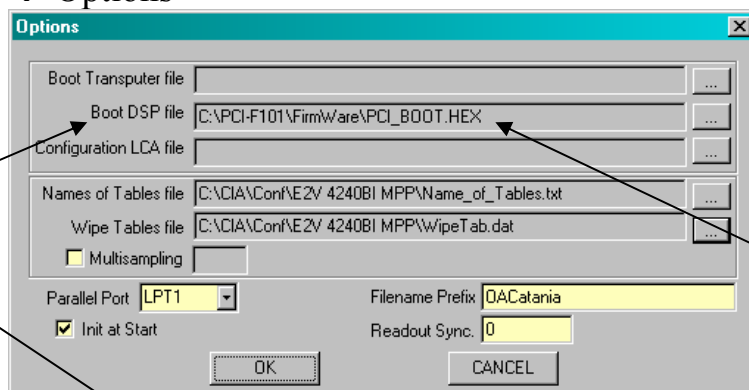 Options
Options
Boot Transputer file ...
Boot DSP file C:\PCI-F101\FirmWare\PCI_BOOT.HEX ...
Configuration LCA file ...
Names of Tables file C:\CIA\Conf\E2V 4240BI MPP\Name_of_Tables.txt ...
Wipe Tables file C:\CIA\Conf\E2V 4240BI MPP\WipeTab.dat ...
Multisampling
Parallel Port LPT1 Filename Prefix OACatania
Init at Start Readout Sync. 0
OK CANCEL